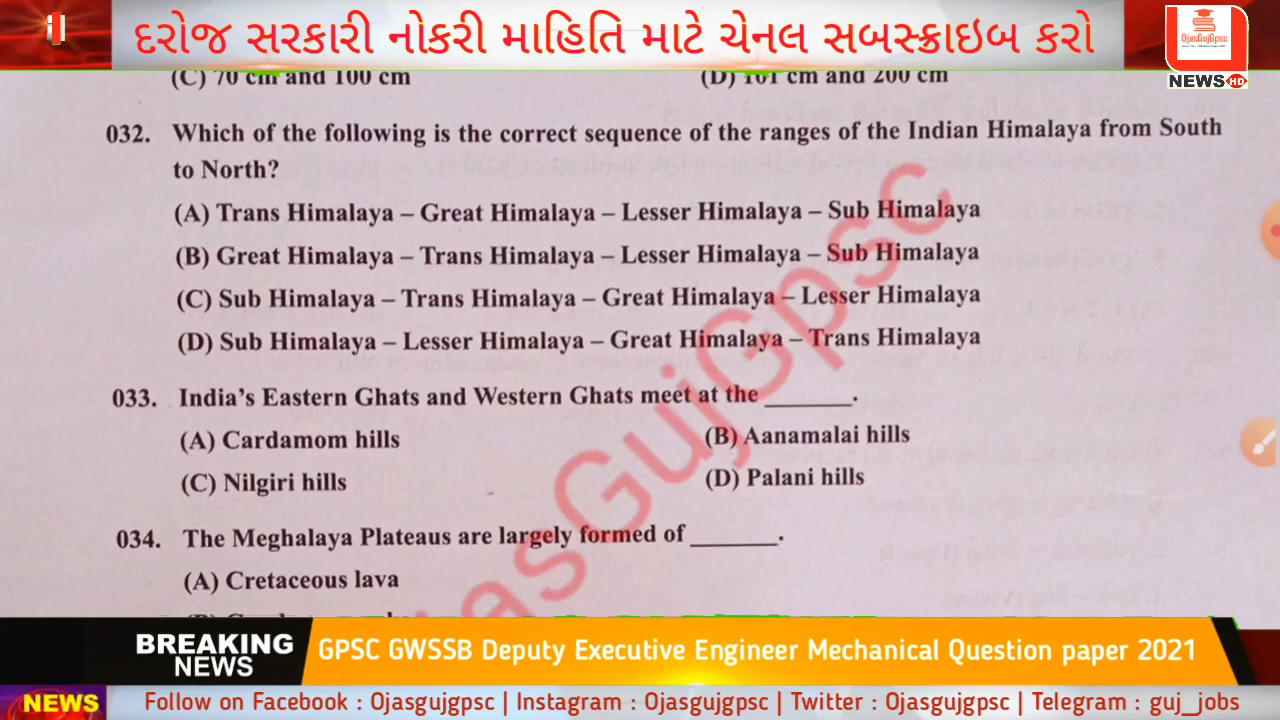 દરોજ સરકારી નોકરી માહિતિ માટે ચેનલ સબસ્ક્રાઇબ કરો
OjasGujGpsc
NEWS HD
(C) 70 cm and 100 cm
(D) 101 cm and 200 cm
032. Which of the following is the correct sequence of the ranges of the Indian Himalaya from South
to North?
(A) Trans Himalaya – Great Himalaya – Lesser Himalaya – Sub Himalaya
(B) Great Himalaya – Trans Himalaya – Lesser Himalaya – Sub Himalaya
(C) Sub Himalaya – Trans Himalaya – Great Himalaya – Lesser Himalaya
(D) Sub Himalaya – Lesser Himalaya – Great Himalaya – Trans Himalaya
033. India's Eastern Ghats and Western Ghats meet at the ______.
(A) Cardamom hills
(B) Aanamalai hills
(C) Nilgiri hills
(D) Palani hills
034. The Meghalaya Plateaus are largely formed of ______.
(A) Cretaceous lava
asGujGpsc
BREAKING
NEWS
GPSC GWSSB Deputy Executive Engineer Mechanical Question paper 2021
NEWS
Follow on Facebook : Ojasgujgpsc | Instagram : Ojasgujgpsc | Twitter : Ojasgujgpsc | Telegram : guj_jobs